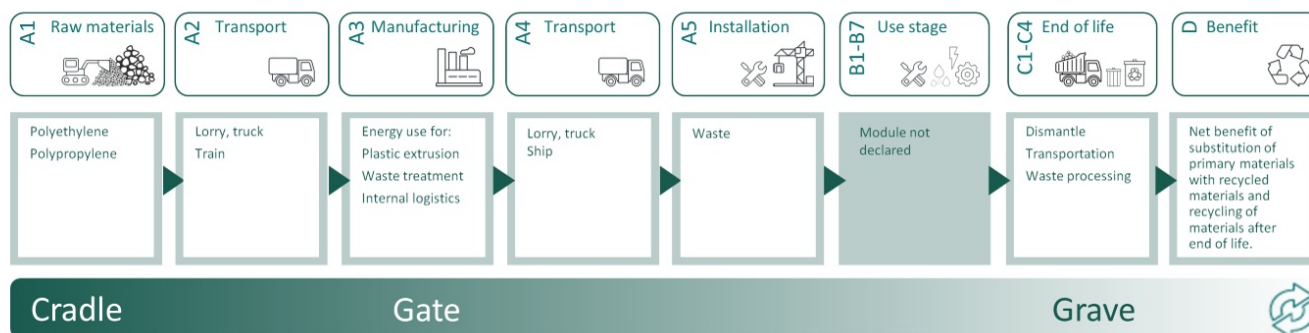 A1 Raw materials
A2 Transport
A3 Manufacturing
A4 Transport
A5 Installation
B1-B7 Use stage
C1-C4 End of life
D Benefit
Polyethylene
Polypropylene
Lorry, truck
Train
Energy use for:
Plastic extrusion
Waste treatment
Internal logistics
Lorry, truck
Ship
Waste
Module not
declared
Dismantle
Transportation
Waste processing
Net benefit of
substitution of
primary materials
with recycled
materials and
recycling of
materials after
end of life.
Cradle
Gate
Grave